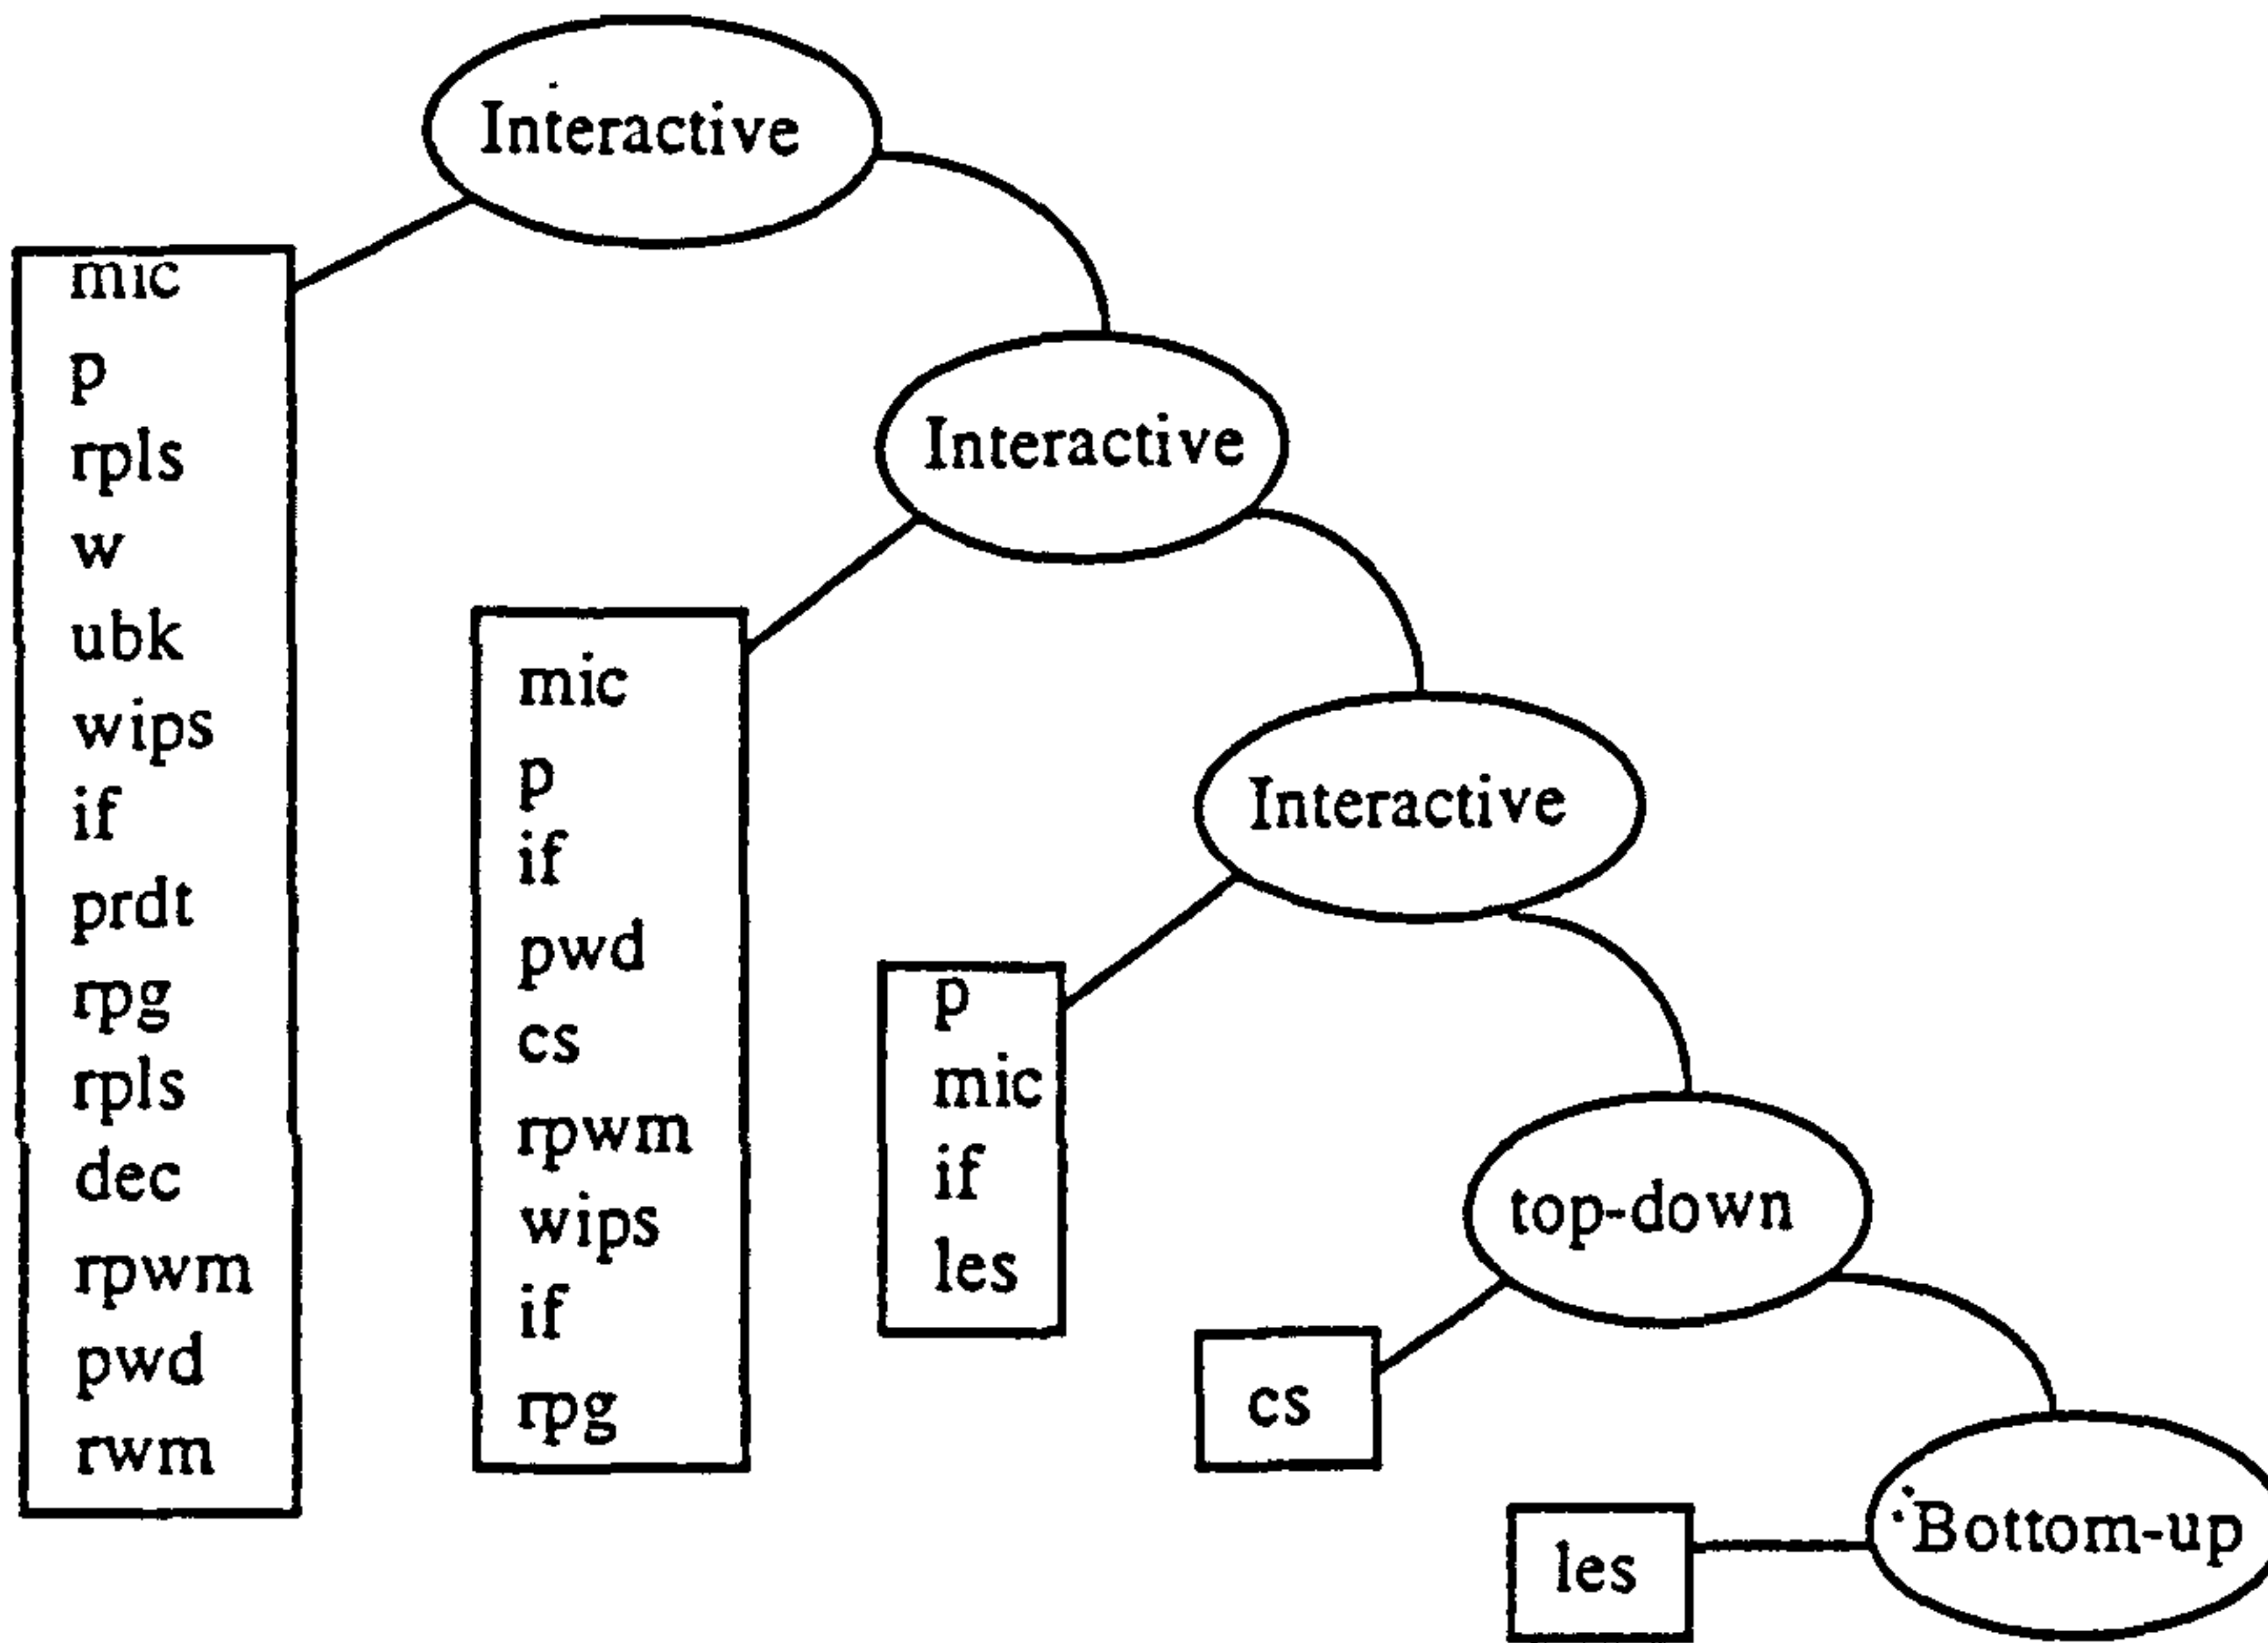 Interactive
mic
p
rpls
w
ubk
wips
if
prdt
rpg
rpls
dec
rpwm
pwd
rwm
Interactive
mic
p
if
pwd
cs
rpwm
wips
if
rpg
Interactive
p
mic
if
les
top-down
cs
Bottom-up
les